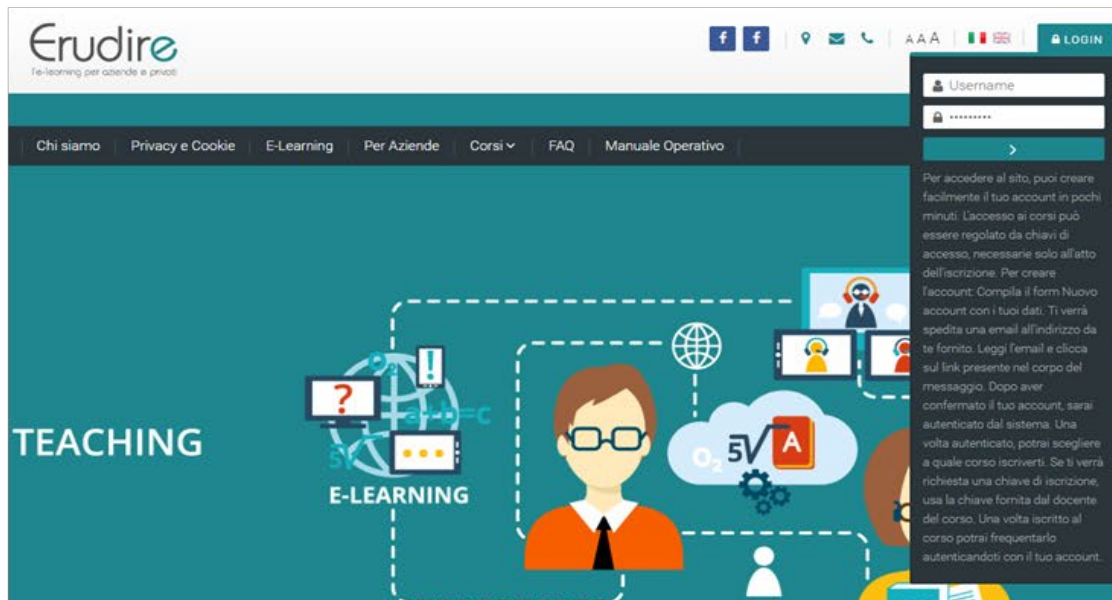 Erudire
l'e-learning per aziende e privati
f f A A A LOGIN
Username
•••••••••
Chi siamo Privacy e Cookie E-Learning Per Aziende Corsi FAQ Manuale Operativo
Per accedere al sito, puoi creare
facilmente il tuo account in pochi
minuti. L'accesso ai corsi può
essere regolato da chiavi di
accesso, necessarie solo all'atto
dell'iscrizione. Per creare
l'account: Compila il form Nuovo
account con i tuoi dati. Ti verrà
spedita una email all'indirizzo da
te fornito. Leggi l'email e clicca
sul link presente nel corpo del
messaggio. Dopo aver
confermato il tuo account, sarai
autenticato dal sistema. Una
volta autenticato, potrai scegliere
a quale corso iscriverti. Se ti verrà
richiesta una chiave di iscrizione,
usa la chiave fornita dal docente
del corso. Una volta iscritto al
corso potrai frequentarlo
autenticandoti con il tuo account.
TEACHING
O₂ !
? a+b=c
5√
E-LEARNING
O₂ 5√ A